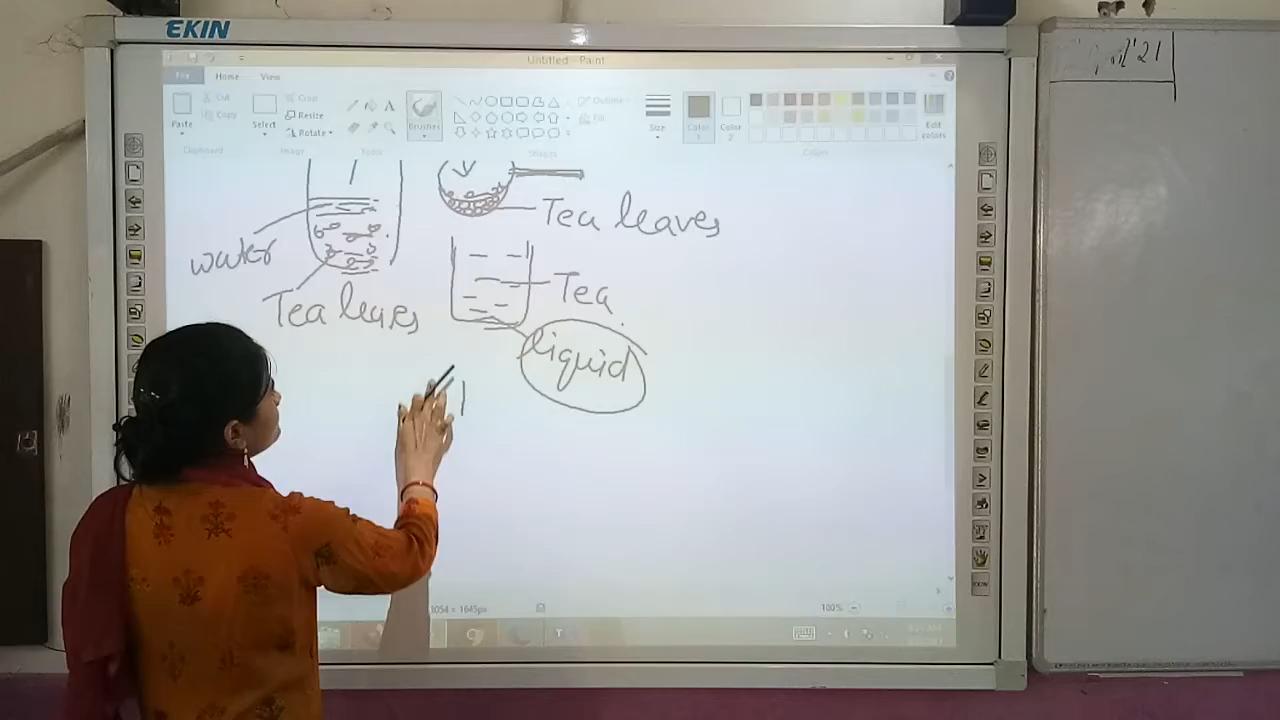 EKIN
Untitled - Paint
File Home View
Cut
Copy
Paste
Crop
Resize
Rotate
Select
Brushes
Outline
Fill
Size
Color 1
Color 2
Edit colors
Clipboard Image Tools Shapes Colors
Tea leaves
water
Tea
Tea leaves
liquid
100%
'21